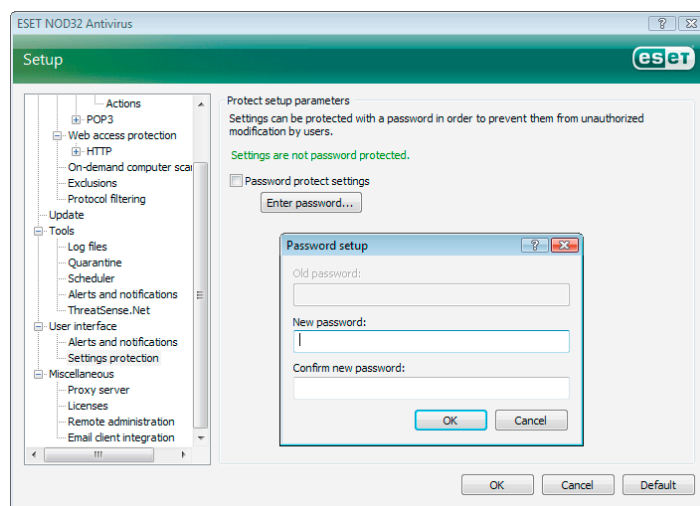 ESET NOD32 Antivirus
Setup
eset
Actions
POP3
Web access protection
HTTP
On-demand computer scan
Exclusions
Protocol filtering
Update
Tools
Log files
Quarantine
Scheduler
Alerts and notifications
ThreatSense.Net
User interface
Alerts and notifications
Settings protection
Miscellaneous
Proxy server
Licenses
Remote administration
Email client integration
Protect setup parameters
Settings can be protected with a password in order to prevent them from unauthorized
modification by users.
Settings are not password protected.
Password protect settings
Enter password...
Password setup
Old password:
New password:
Confirm new password:
OK
Cancel
OK
Cancel
Default